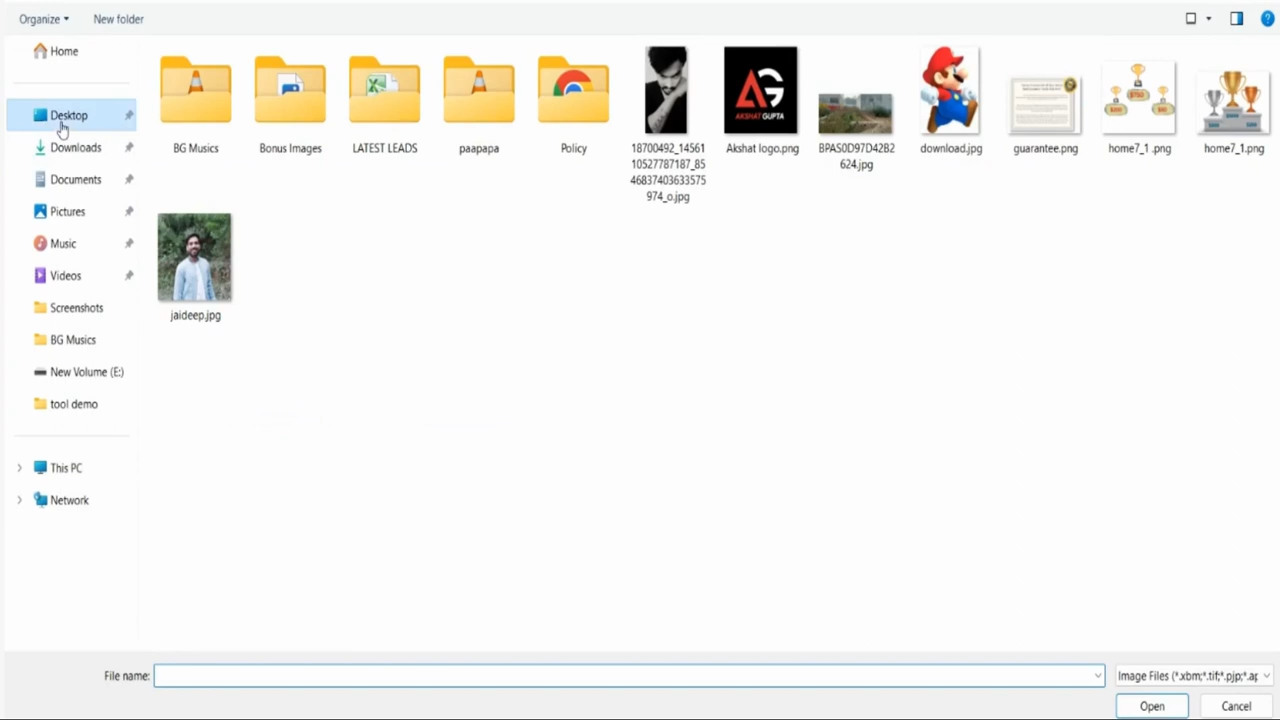 Organize
New folder
Home
Desktop
Downloads
Documents
Pictures
Music
Videos
Screenshots
BG Musics
New Volume (E:)
tool demo
This PC
Network
BG Musics
Bonus Images
LATEST LEADS
paapapa
Policy
18700492_14561
10527787187_85
46837403633575
974_o.jpg
AKSHAT GUPTA
Akshat logo.png
BPAS0D97D42B2
624.jpg
download.jpg
guarantee.png
home7_1 .png
home7_1.png
jaideep.jpg
File name:
Image Files (*.xbm;*.tif;*.pjp;*.ap
Open
Cancel